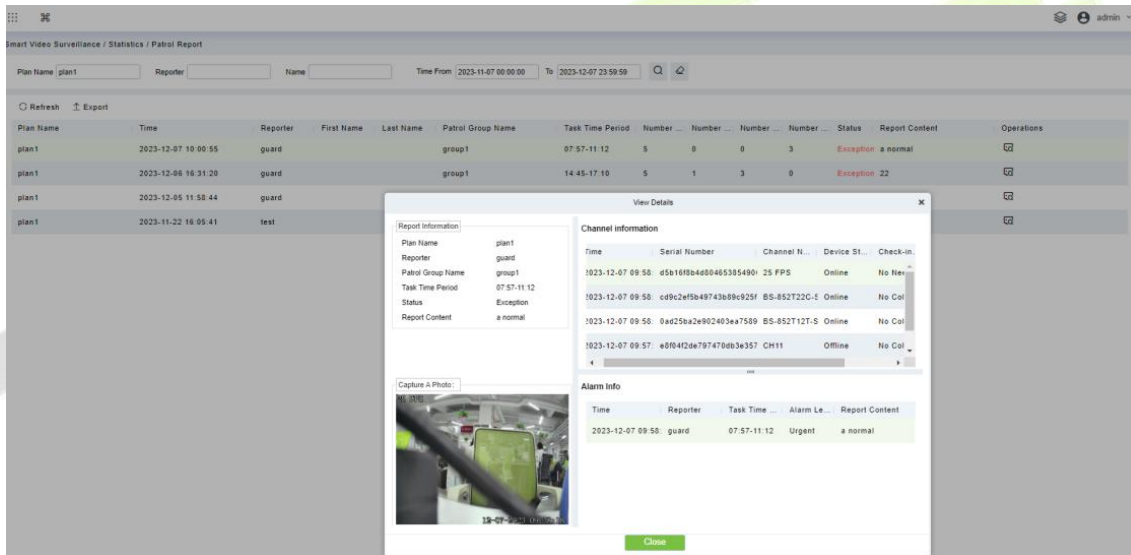 admin
Smart Video Surveillance / Statistics / Patrol Report
Plan Name plan1 Reporter Name Time From 2023-11-07 00:00:00 To 2023-12-07 23:59:59
Refresh Export
Plan Name Time Reporter First Name Last Name Patrol Group Name Task Time Period Number ... Number ... Number ... Number ... Status Report Content Operations
plan1 2023-12-07 10:00:55 guard group1 07:57-11:12 5 0 0 3 Exception a normal
plan1 2023-12-06 16:31:20 guard group1 14:45-17:10 5 1 3 0 Exception 22
plan1 2023-12-05 11:58:44 guard
plan1 2023-11-22 16:05:41 test
View Details
Report Information
Plan Name plan1
Reporter guard
Patrol Group Name group1
Task Time Period 07:57-11:12
Status Exception
Report Content a normal
Capture A Photo:
Channel information
Time Serial Number Channel N... Device St... Check-in.
2023-12-07 09:58: 25 FPS Online No Nee
2023-12-07 09:58: Online No Col
2023-12-07 09:58: Online No Col
2023-12-07 09:57: CH11 Offline No Col
Alarm Info
Time Reporter Task Time ... Alarm Le... Report Content
2023-12-07 09:58: guard 07:57-11:12 Urgent a normal
Close